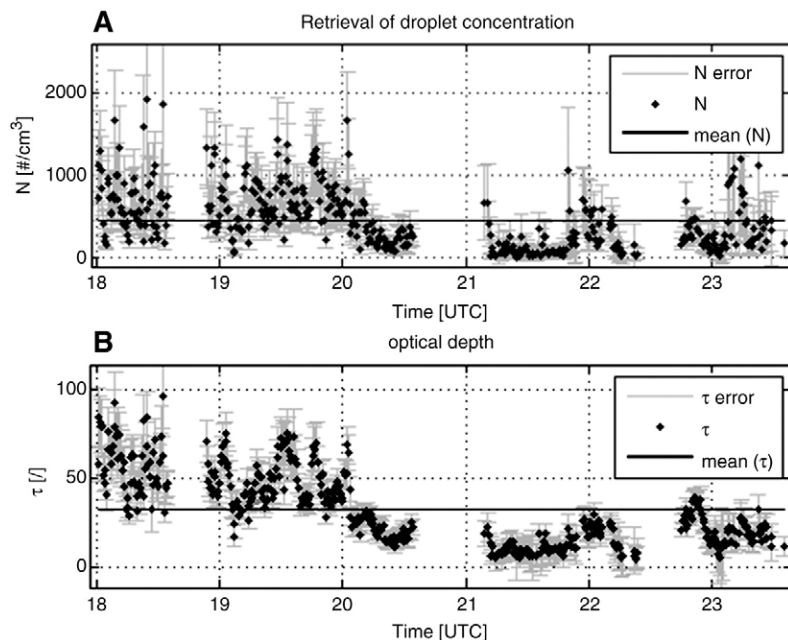 A
Retrieval of droplet concentration
N [#/cm³]
2000
1000
0
N error
N
mean (N)
18 19 20 21 22 23
Time [UTC]
B
optical depth
τ [/]
100
50
0
τ error
τ
mean (τ)
18 19 20 21 22 23
Time [UTC]